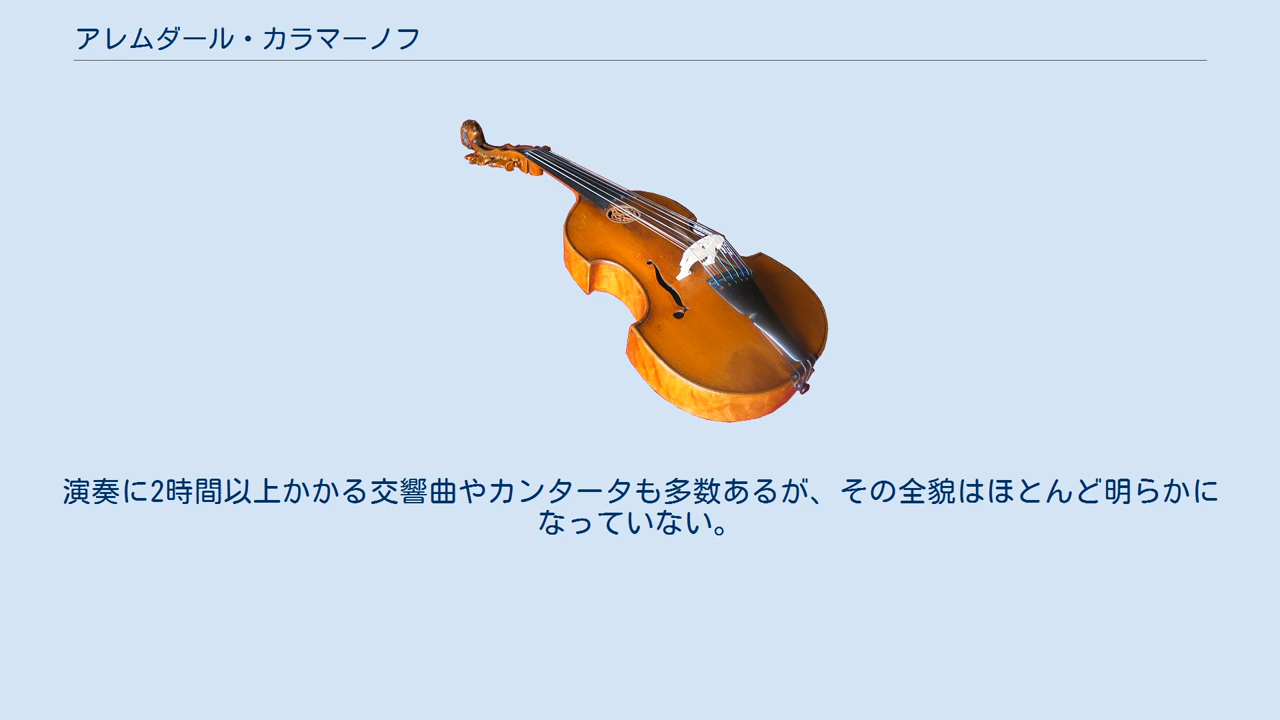 アレムダール・カラマーノフ
演奏に2時間以上かかる交響曲やカンタータも多数あるが、その全貌はほとんど明らかに
なっていない。